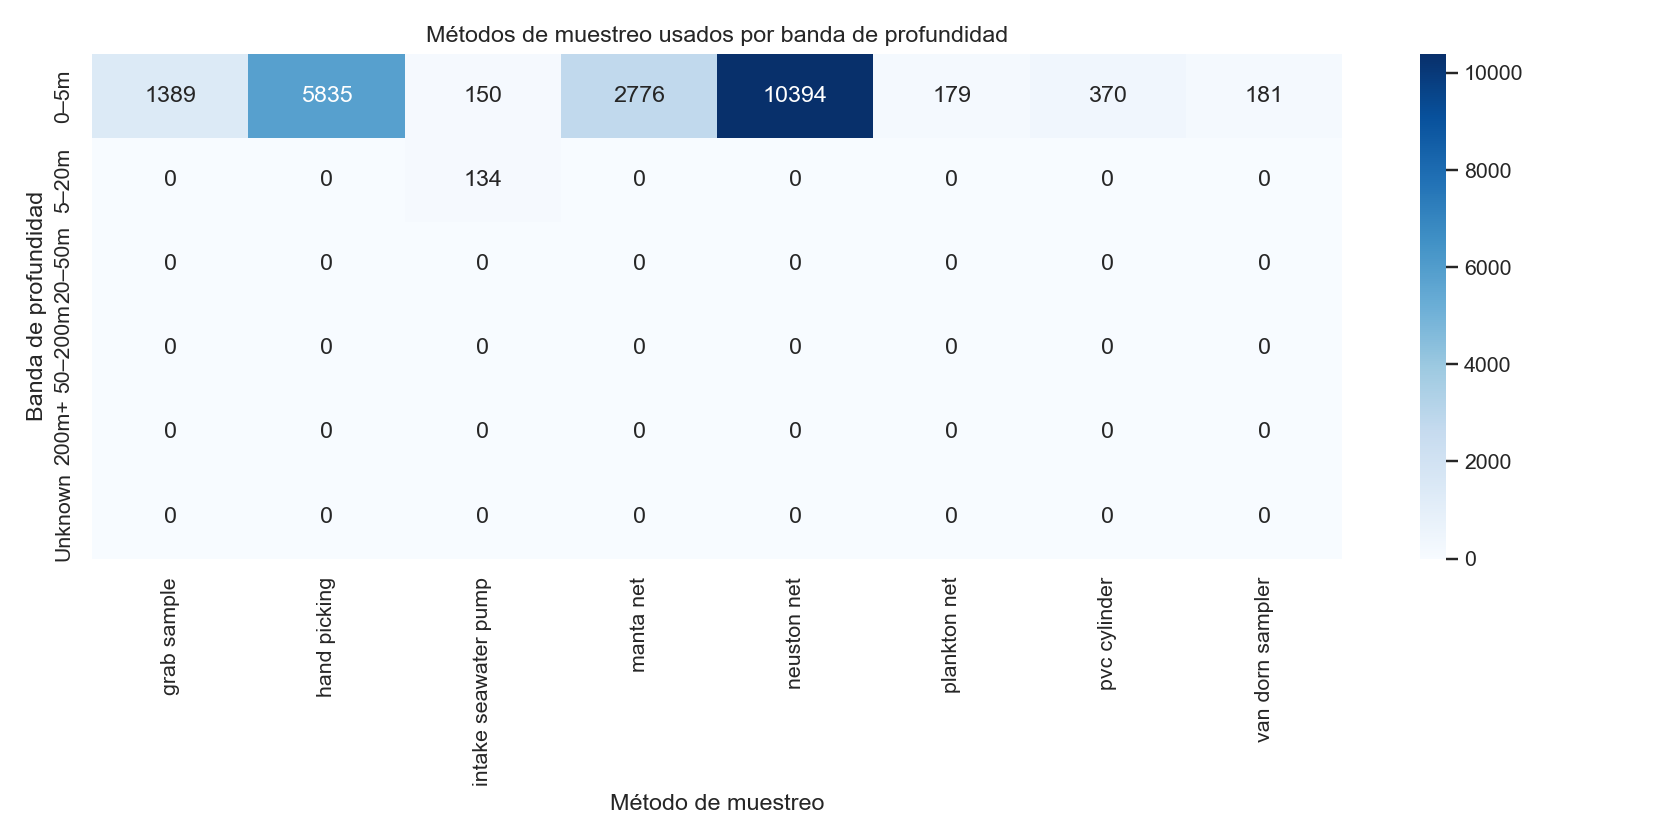 Métodos de muestreo usados por banda de profundidad
Banda de profundidad
0–5m
1389 5835 150 2776 10394 179 370 181
5–20m
0 0 134 0 0 0 0 0
20–50m
0 0 0 0 0 0 0 0
50–200m
0 0 0 0 0 0 0 0
200m+
0 0 0 0 0 0 0 0
Unknown
0 0 0 0 0 0 0 0
grab sample
hand picking
intake seawater pump
manta net
neuston net
plankton net
pvc cylinder
van dorn sampler
Método de muestreo
10000
8000
6000
4000
2000
0